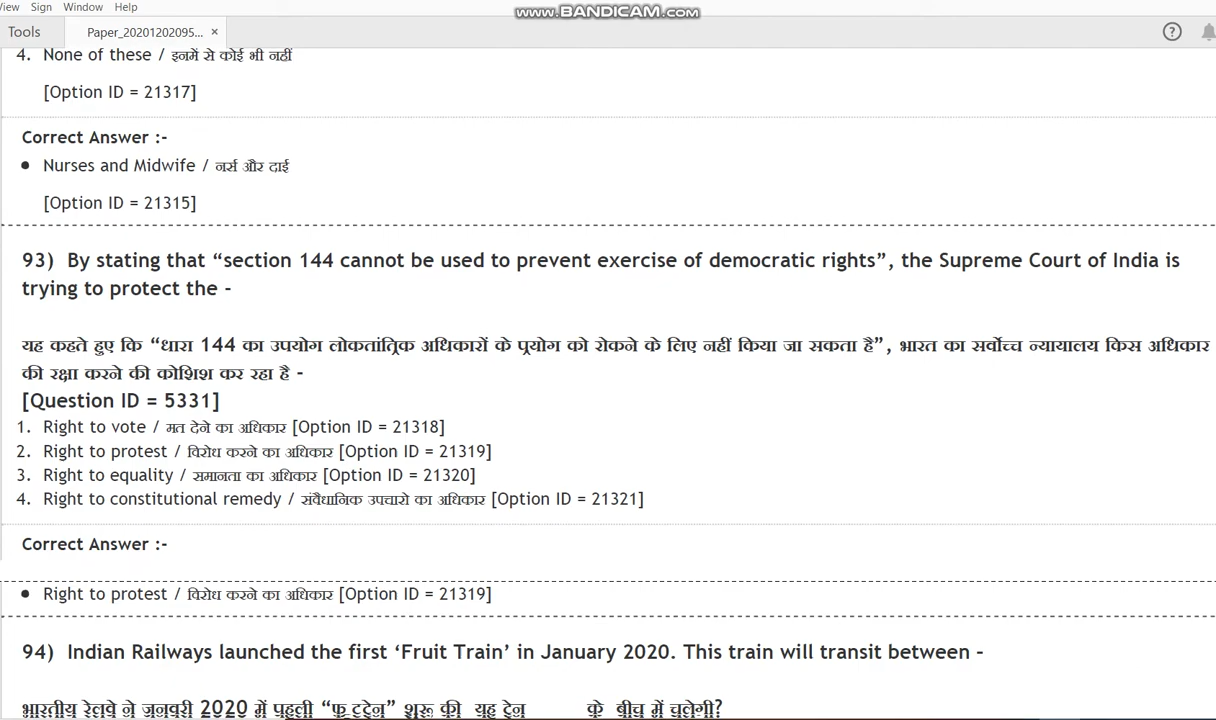 View Sign Window Help
www.BANDICAM.com
Tools Paper_20201202095... ×
4. None of these / इनमें से कोई भी नहीं
[Option ID = 21317]
Correct Answer :-
• Nurses and Midwife / नर्स और दाई
[Option ID = 21315]
93) By stating that “section 144 cannot be used to prevent exercise of democratic rights”, the Supreme Court of India is
trying to protect the -
यह कहते हुए कि “धारा 144 का उपयोग लोकतांत्रिक अधिकारों के प्रयोग को रोकने के लिए नहीं किया जा सकता है”, भारत का सर्वोच्च न्यायालय किस अधिकार
की रक्षा करने की कोशिश कर रहा है -
[Question ID = 5331]
1. Right to vote / मत देने का अधिकार [Option ID = 21318]
2. Right to protest / विरोध करने का अधिकार [Option ID = 21319]
3. Right to equality / समानता का अधिकार [Option ID = 21320]
4. Right to constitutional remedy / संवैधानिक उपचारो का अधिकार [Option ID = 21321]
Correct Answer :-
• Right to protest / विरोध करने का अधिकार [Option ID = 21319]
94) Indian Railways launched the first ‘Fruit Train’ in January 2020. This train will transit between -
भारतीय रेलवे ने जनवरी 2020 में पहली “फ्रूट ट्रेन” शुरू की यह ट्रेन के बीच में चलेगी?